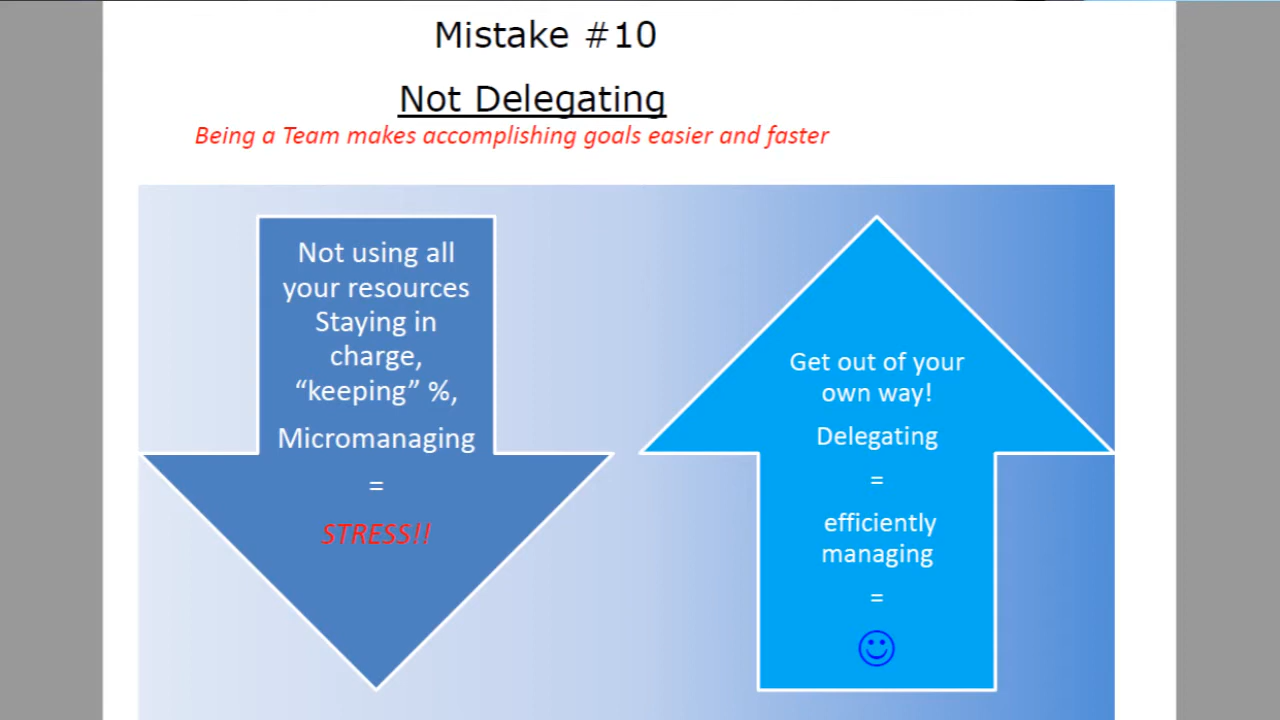 Mistake #10
Not Delegating
Being a Team makes accomplishing goals easier and faster
Not using all
your resources
Staying in
charge,
“keeping” %,
Micromanaging
=
STRESS!!
Get out of your
own way!
Delegating
=
efficiently
managing
=